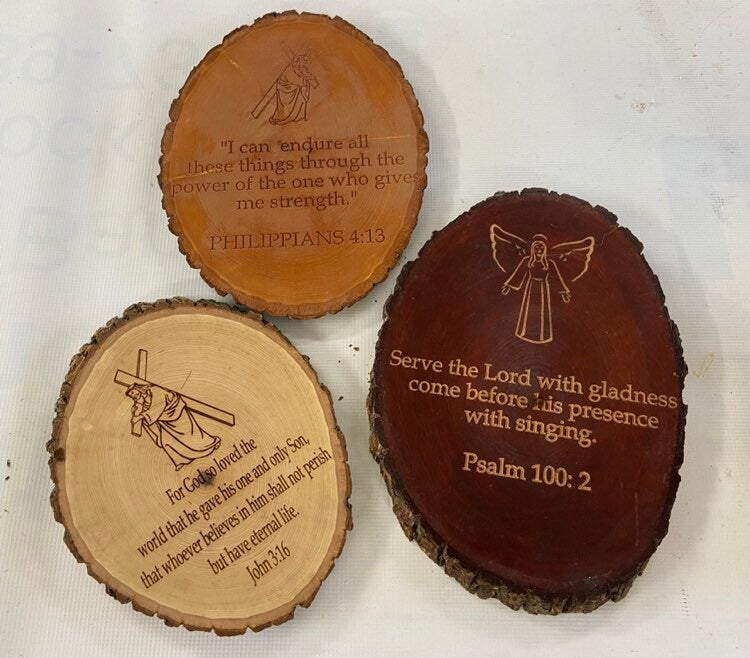 "I can endure all
these things through the
power of the one who gives
me strength."
PHILIPPIANS 4:13
Serve the Lord with gladness
come before his presence
with singing.
Psalm 100: 2
For God so loved the
world that he gave his one and only Son,
that whoever believes in him shall not perish
but have eternal life.
John 3:16